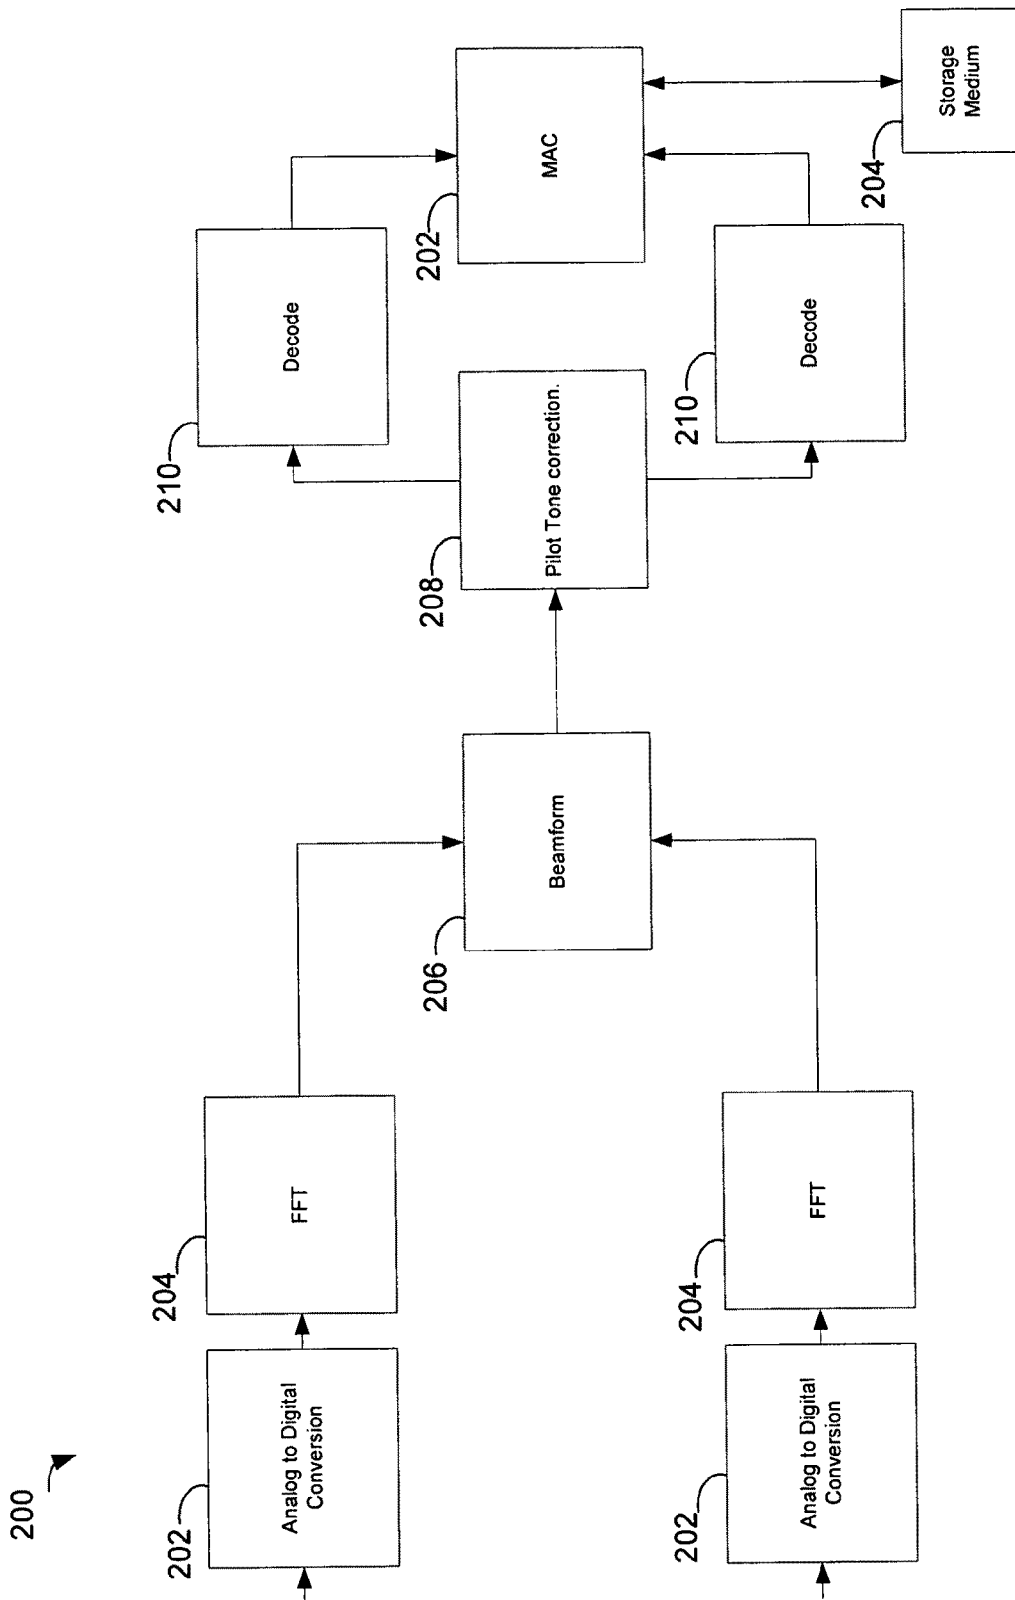 200
202
Analog to Digital
Conversion
204
FFT
210
Decode
206
Beamform
208
Pilot Tone correction.
202
MAC
202
Analog to Digital
Conversion
204
FFT
210
Decode
204
Storage
Medium